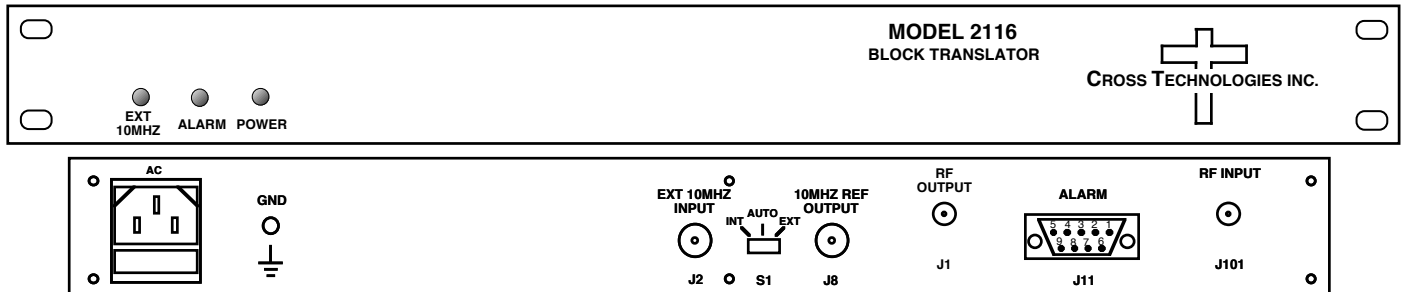 MODEL 2116
BLOCK TRANSLATOR
CROSS TECHNOLOGIES INC.
EXT
10MHZ
ALARM
POWER
AC
GND
EXT 10MHZ
INPUT
INT
AUTO
EXT
10MHZ REF
OUTPUT
RF
OUTPUT
ALARM
5 4 3 2 1
9 8 7 6
RF INPUT
J2
S1
J8
J1
J11
J101